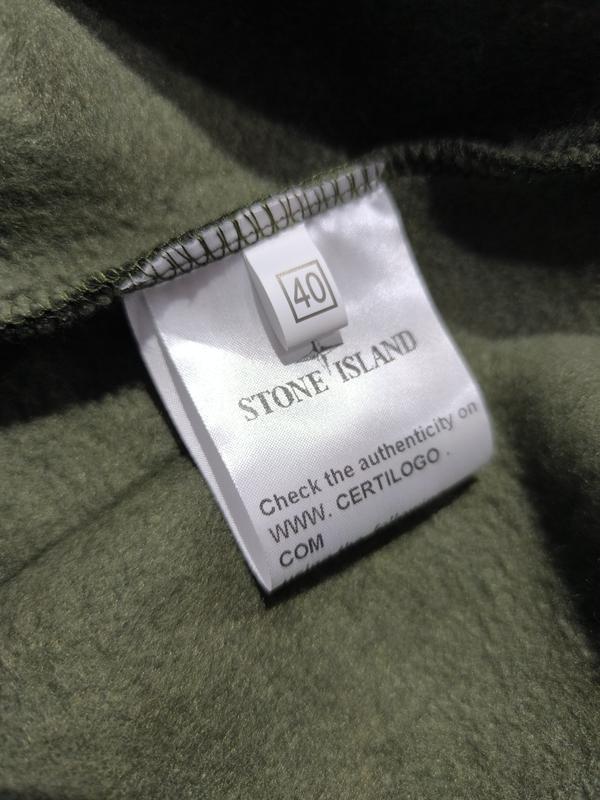 40
STONE ISLAND
Check the authenticity on
WWW. CERTILOGO .
COM